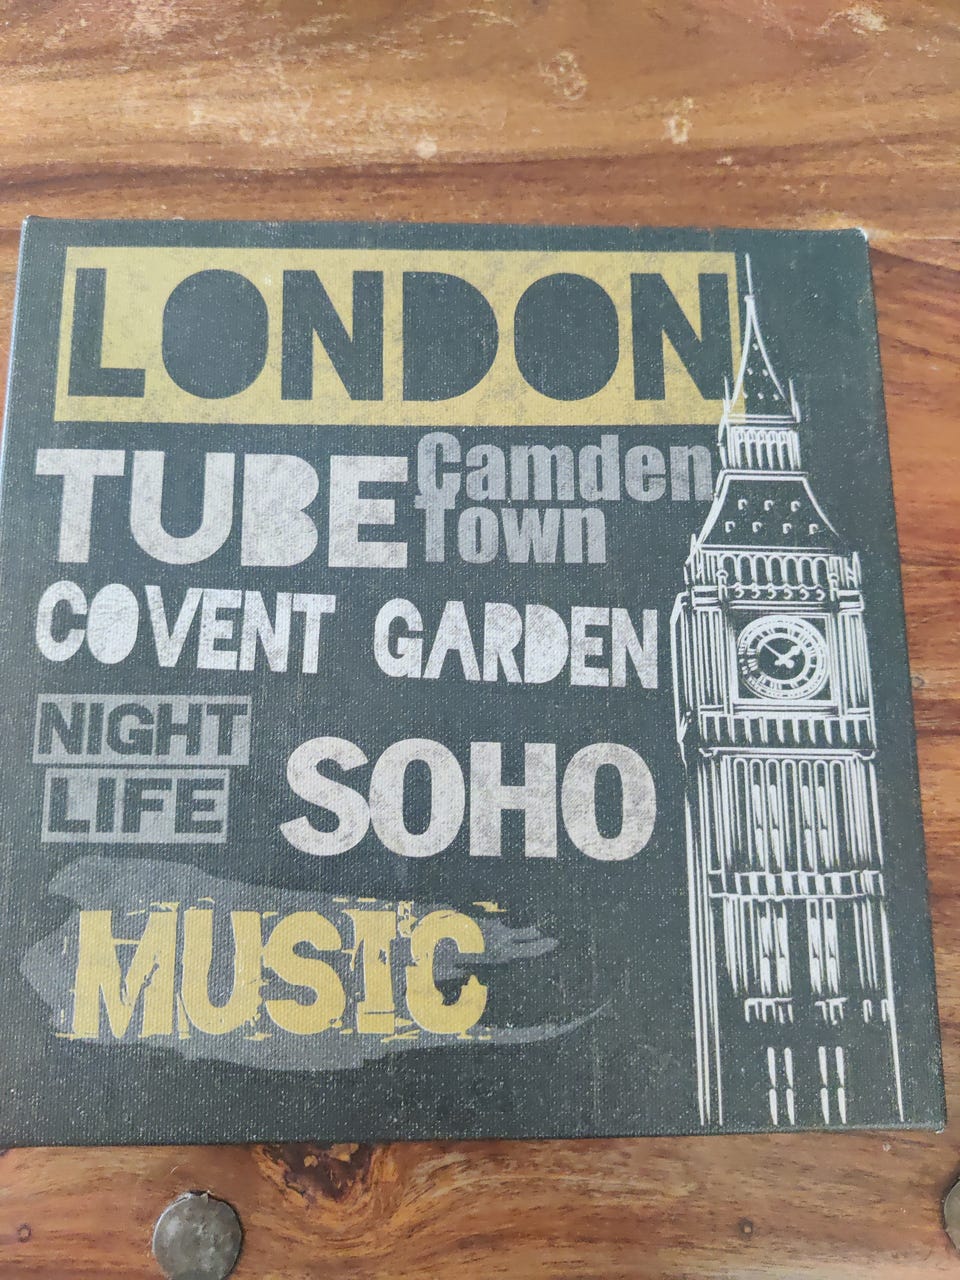 LONDON
TUBE
Camden
Town
COVENT GARDEN
NIGHT
LIFE
SOHO
MUSIC